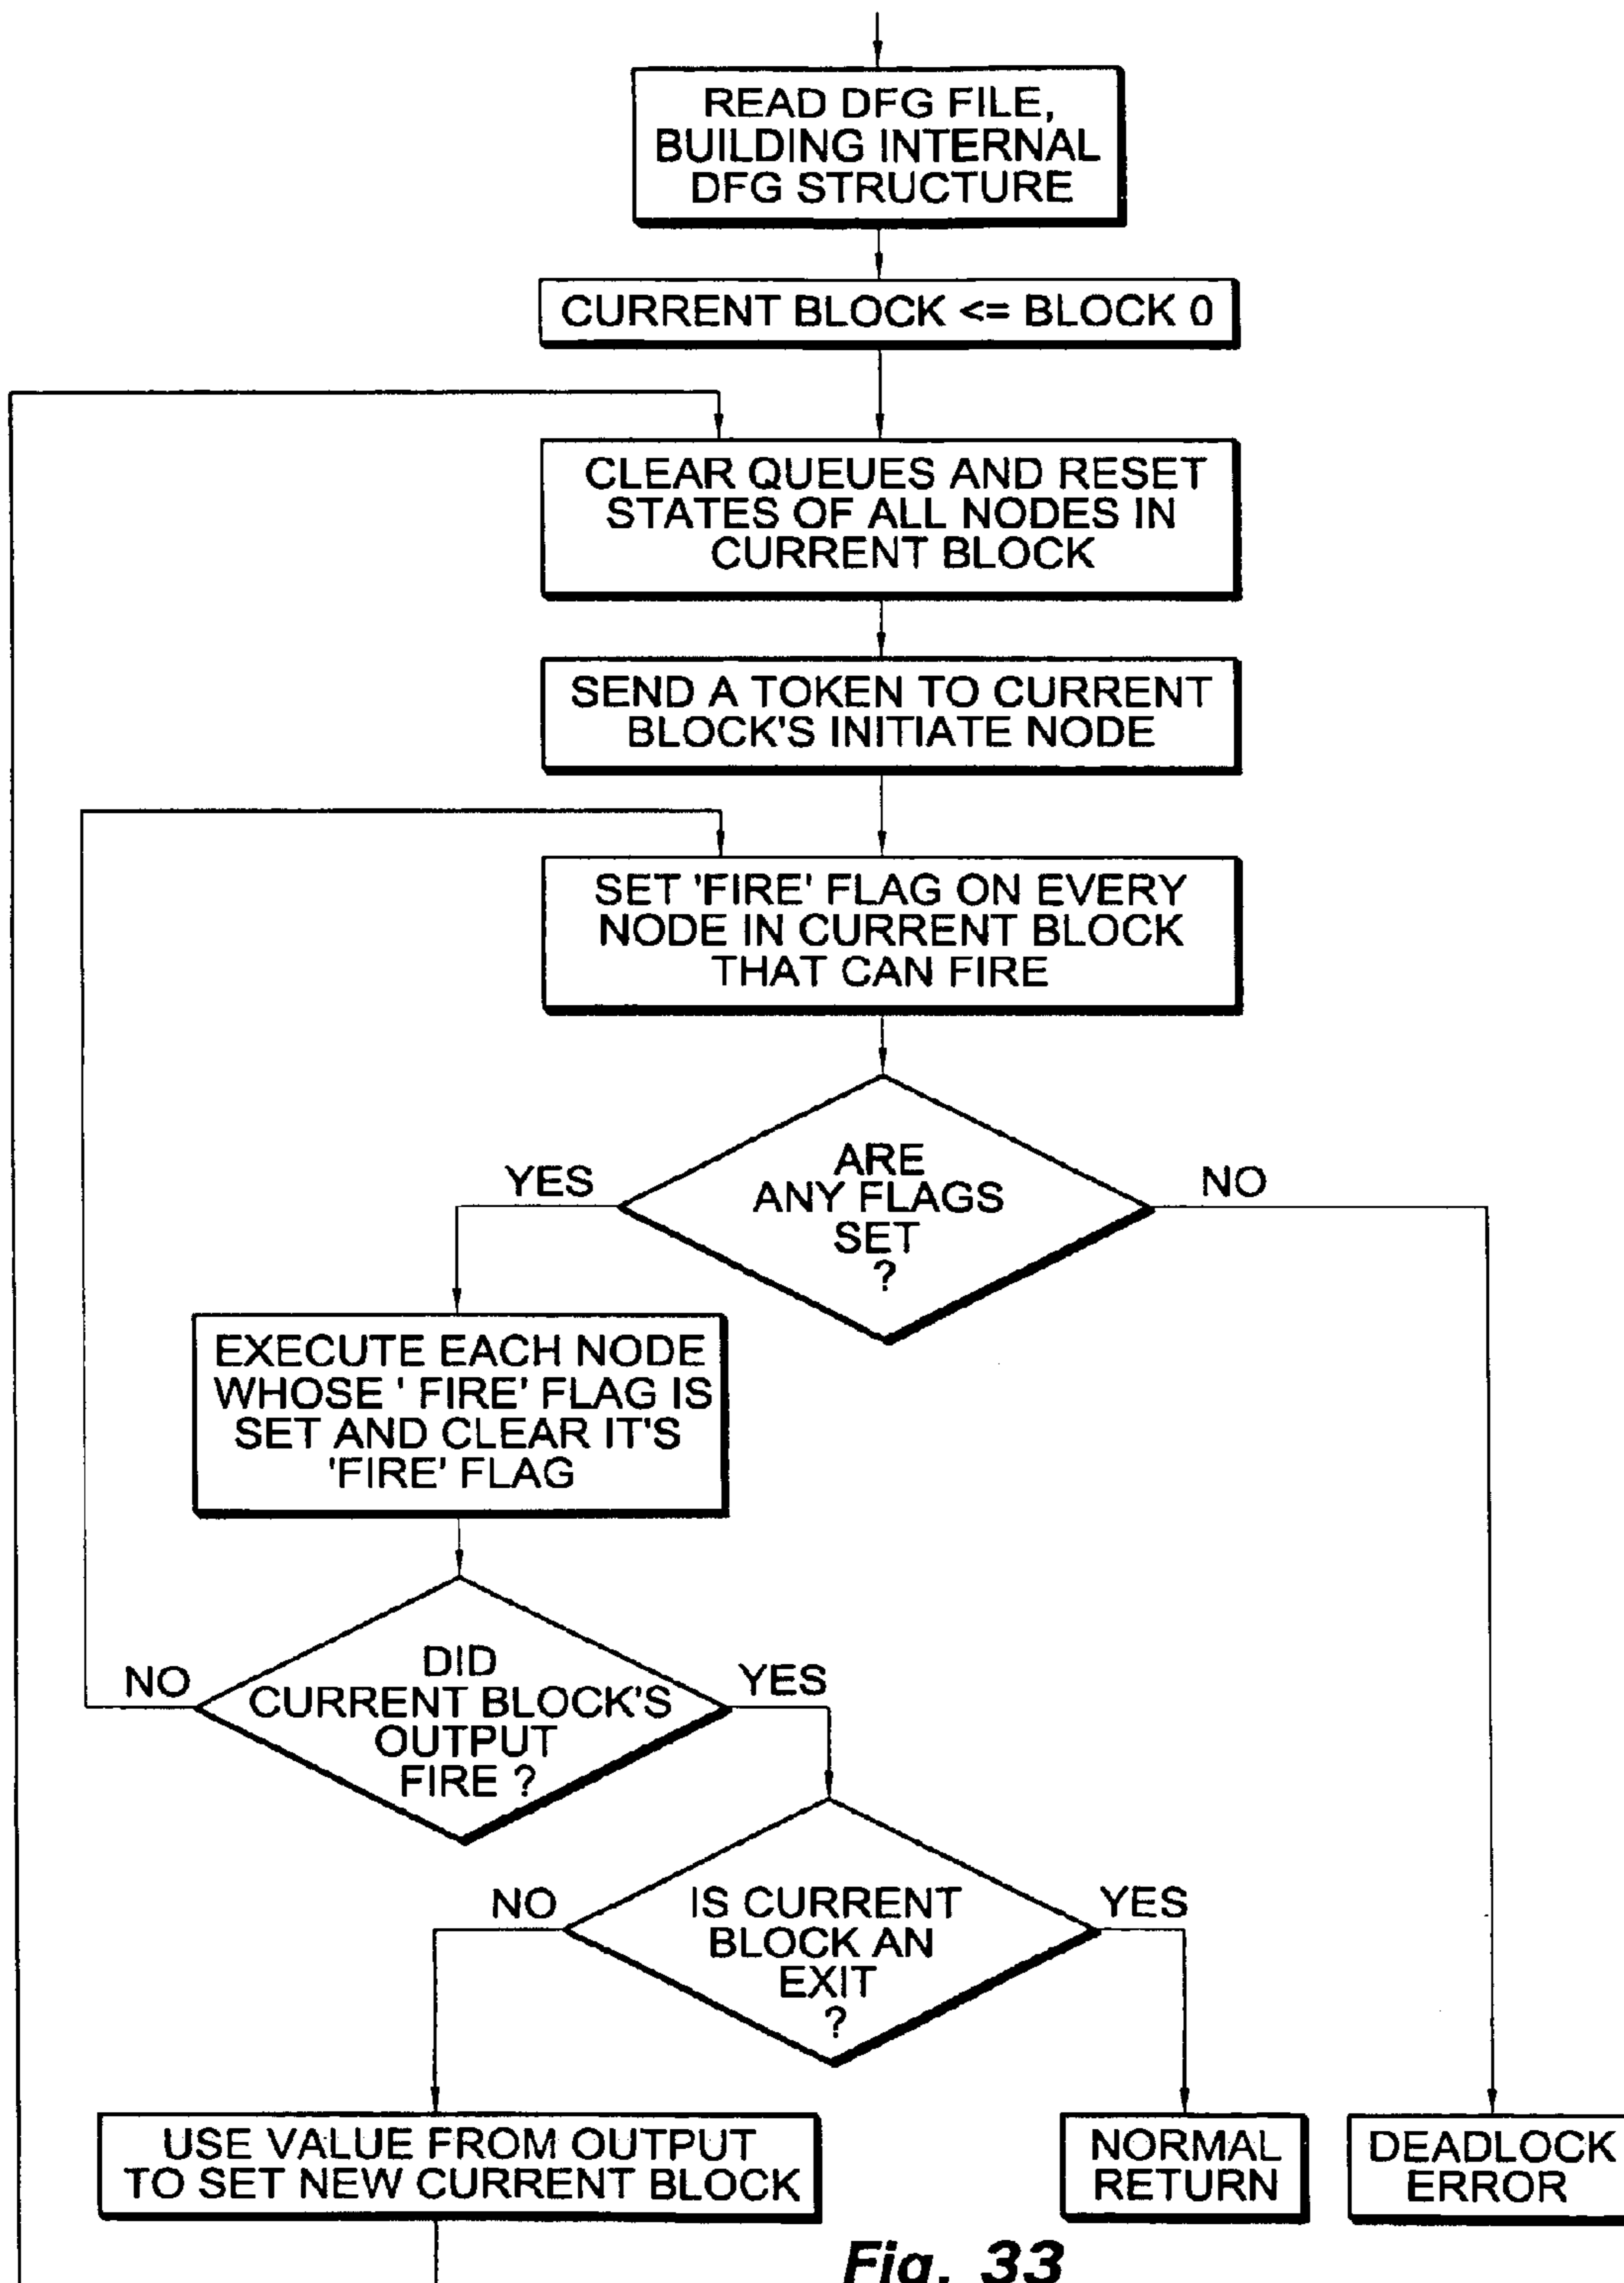 READ DFG FILE,
BUILDING INTERNAL
DFG STRUCTURE
CURRENT BLOCK <= BLOCK 0
CLEAR QUEUES AND RESET
STATES OF ALL NODES IN
CURRENT BLOCK
SEND A TOKEN TO CURRENT
BLOCK'S INITIATE NODE
SET 'FIRE' FLAG ON EVERY
NODE IN CURRENT BLOCK
THAT CAN FIRE
ARE
ANY FLAGS
SET
?
YES
NO
EXECUTE EACH NODE
WHOSE ' FIRE' FLAG IS
SET AND CLEAR IT'S
'FIRE' FLAG
DID
CURRENT BLOCK'S
OUTPUT
FIRE ?
NO
YES
IS CURRENT
BLOCK AN
EXIT
?
NO
YES
USE VALUE FROM OUTPUT
TO SET NEW CURRENT BLOCK
NORMAL
RETURN
DEADLOCK
ERROR
Fig. 33